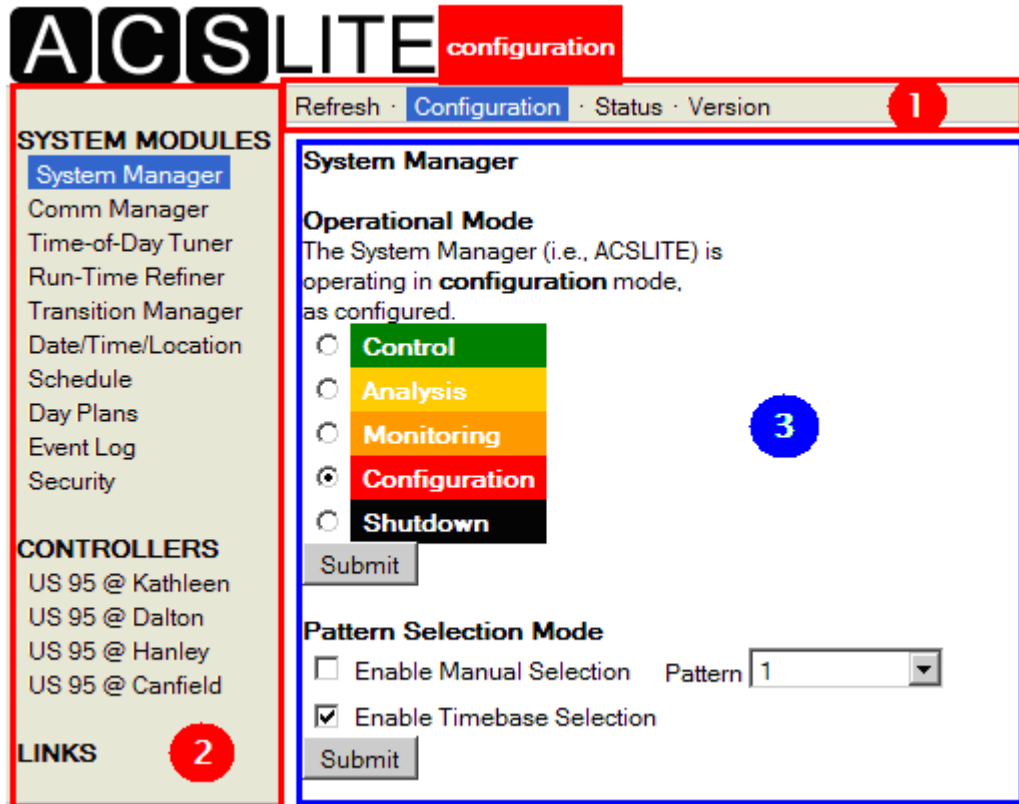 ACS LITE configuration
Refresh · Configuration · Status · Version 1
SYSTEM MODULES
System Manager
Comm Manager
Time-of-Day Tuner
Run-Time Refiner
Transition Manager
Date/Time/Location
Schedule
Day Plans
Event Log
Security
CONTROLLERS
US 95 @ Kathleen
US 95 @ Dalton
US 95 @ Hanley
US 95 @ Canfield
LINKS 2
System Manager
Operational Mode
The System Manager (i.e., ACSLITE) is
operating in configuration mode,
as configured.
Control
Analysis
Monitoring
3
Configuration
Shutdown
Submit
Pattern Selection Mode
Enable Manual Selection Pattern 1
Enable Timebase Selection
Submit